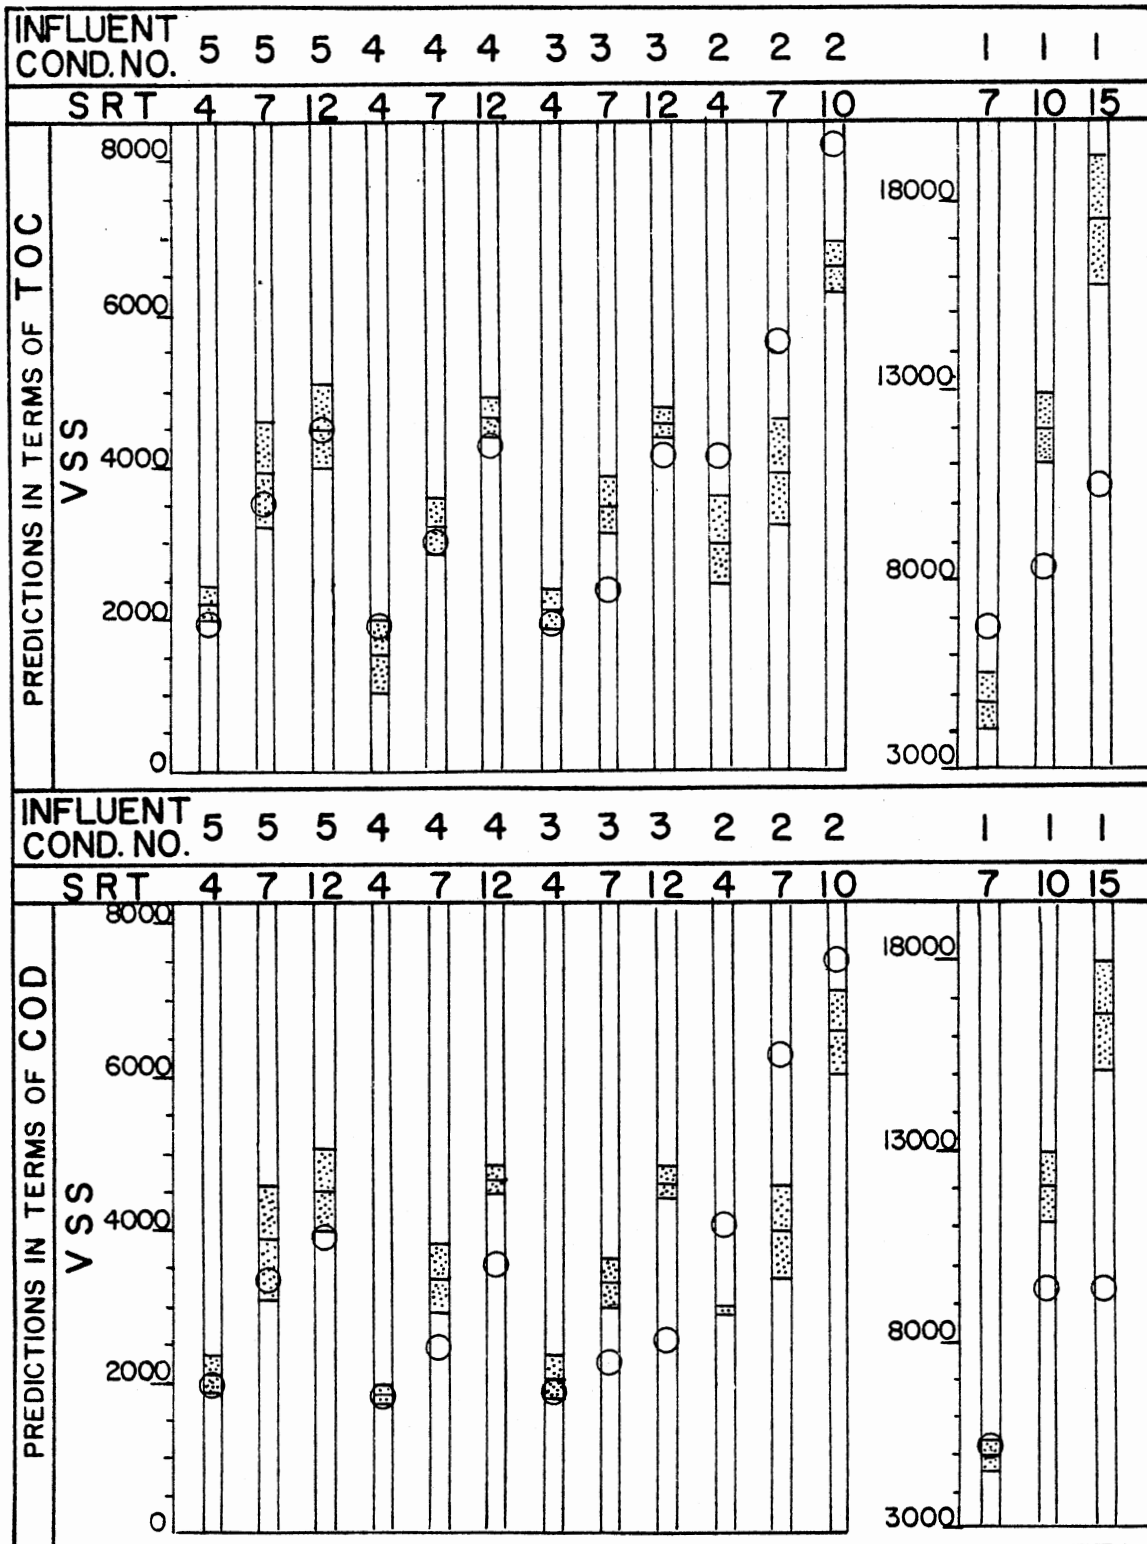 INFLUENT
COND. NO. 5 5 5 4 4 4 3 3 3 2 2 2 1 1 1
SRT 4 7 12 4 7 12 4 7 12 4 7 10 7 10 15
PREDICTIONS IN TERMS OF TOC
VSS
8000
6000
4000
2000
0
18000
13000
8000
3000
INFLUENT
COND. NO. 5 5 5 4 4 4 3 3 3 2 2 2 1 1 1
SRT 4 7 12 4 7 12 4 7 12 4 7 10 7 10 15
PREDICTIONS IN TERMS OF COD
VSS
8000
6000
4000
2000
0
18000
13000
8000
3000